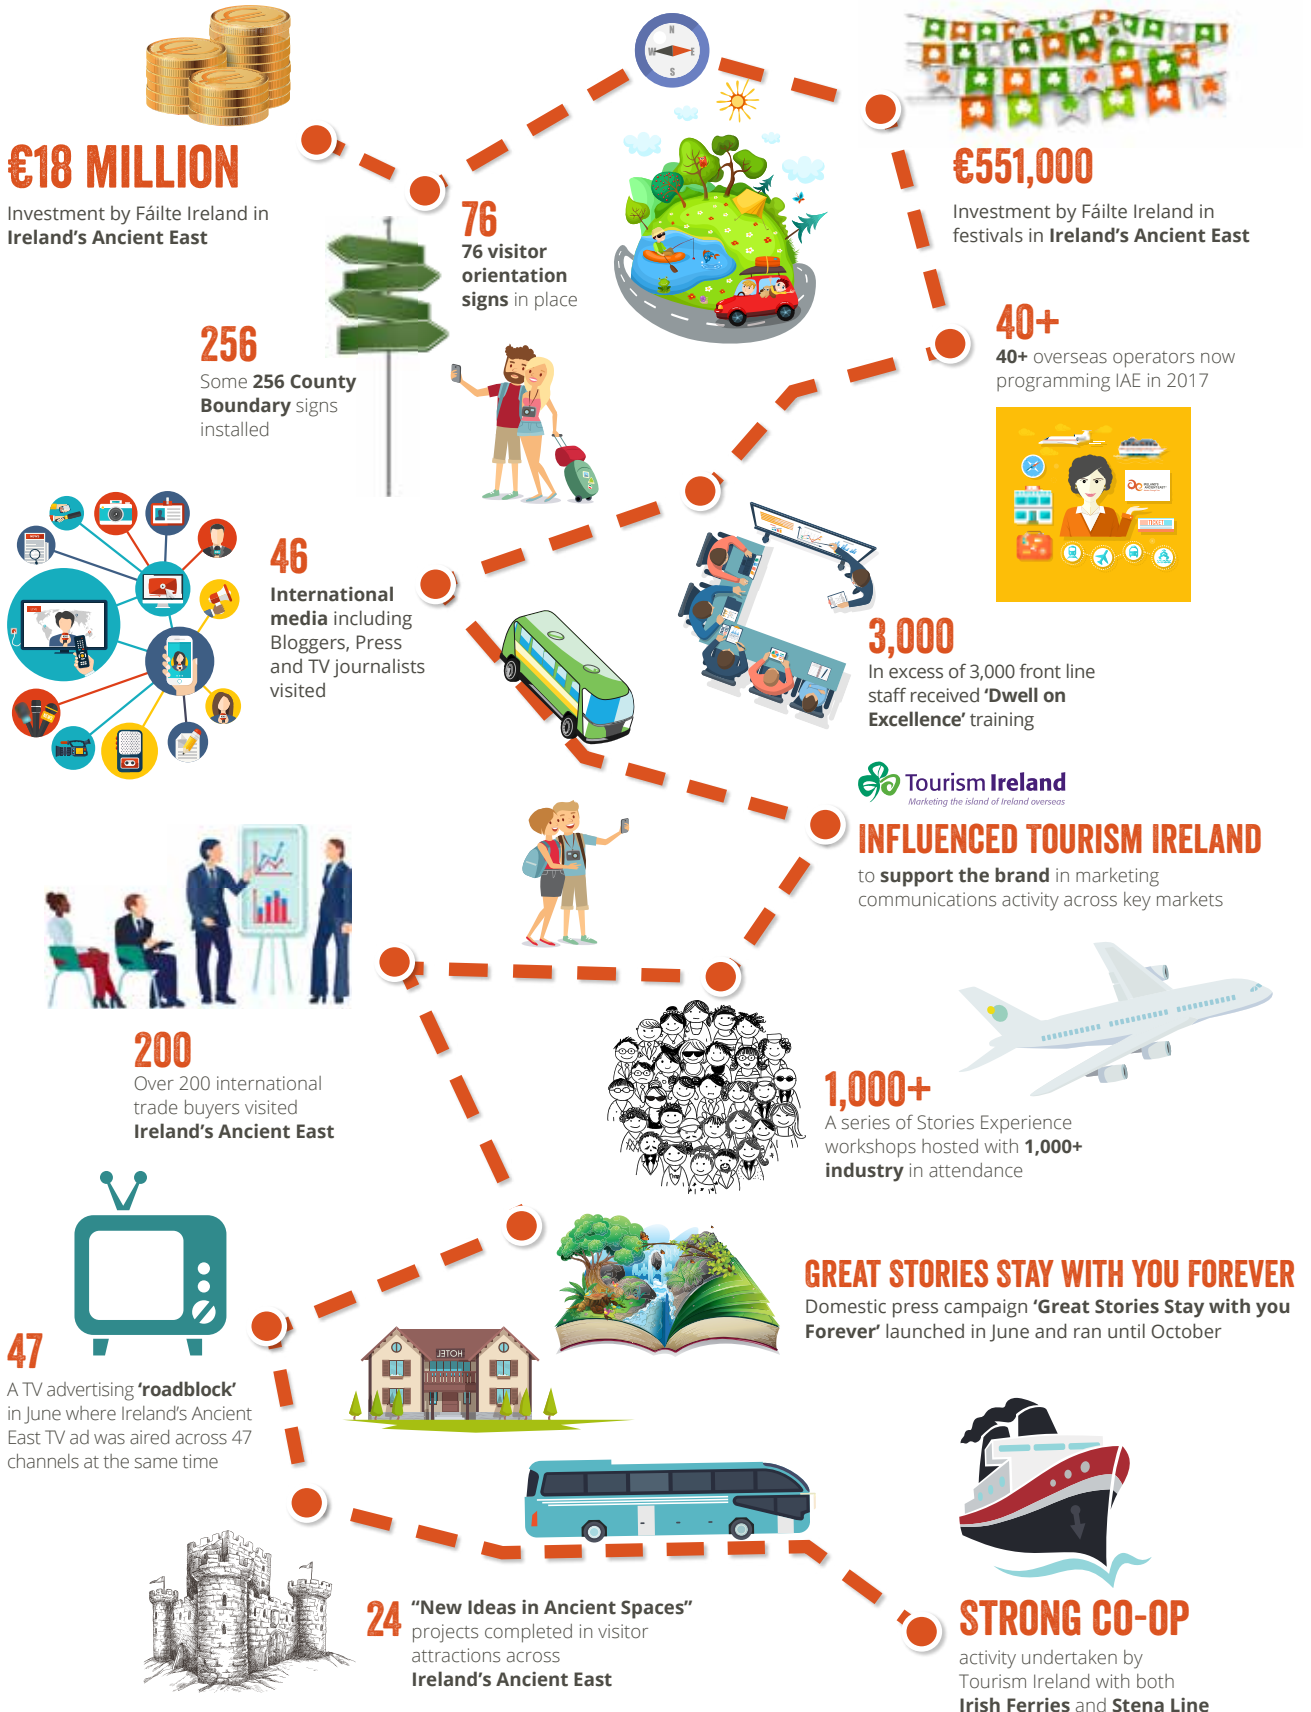 N
W
E
S
€18 MILLION
Investment by Fáilte Ireland in
Ireland's Ancient East
76
76 visitor
orientation
signs in place
€551,000
Investment by Fáilte Ireland in
festivals in Ireland's Ancient East
256
Some 256 County
Boundary signs
installed
40+
40+ overseas operators now
programming IAE in 2017
TICKET
46
International
media including
Bloggers, Press
and TV journalists
visited
NEWS
3,000
In excess of 3,000 front line
staff received ‘Dwell on
Excellence’ training
Tourism Ireland
Marketing the island of Ireland overseas
INFLUENCED TOURISM IRELAND
to support the brand in marketing
communications activity across key markets
200
Over 200 international
trade buyers visited
Ireland's Ancient East
1,000+
A series of Stories Experience
workshops hosted with 1,000+
industry in attendance
GREAT STORIES STAY WITH YOU FOREVER
Domestic press campaign ‘Great Stories Stay with you
Forever’ launched in June and ran until October
47
A TV advertising ‘roadblock’
in June where Ireland's Ancient
East TV ad was aired across 47
channels at the same time
HOTEL
24
“New Ideas in Ancient Spaces”
projects completed in visitor
attractions across
Ireland's Ancient East
STRONG CO-OP
activity undertaken by
Tourism Ireland with both
Irish Ferries and Stena Line